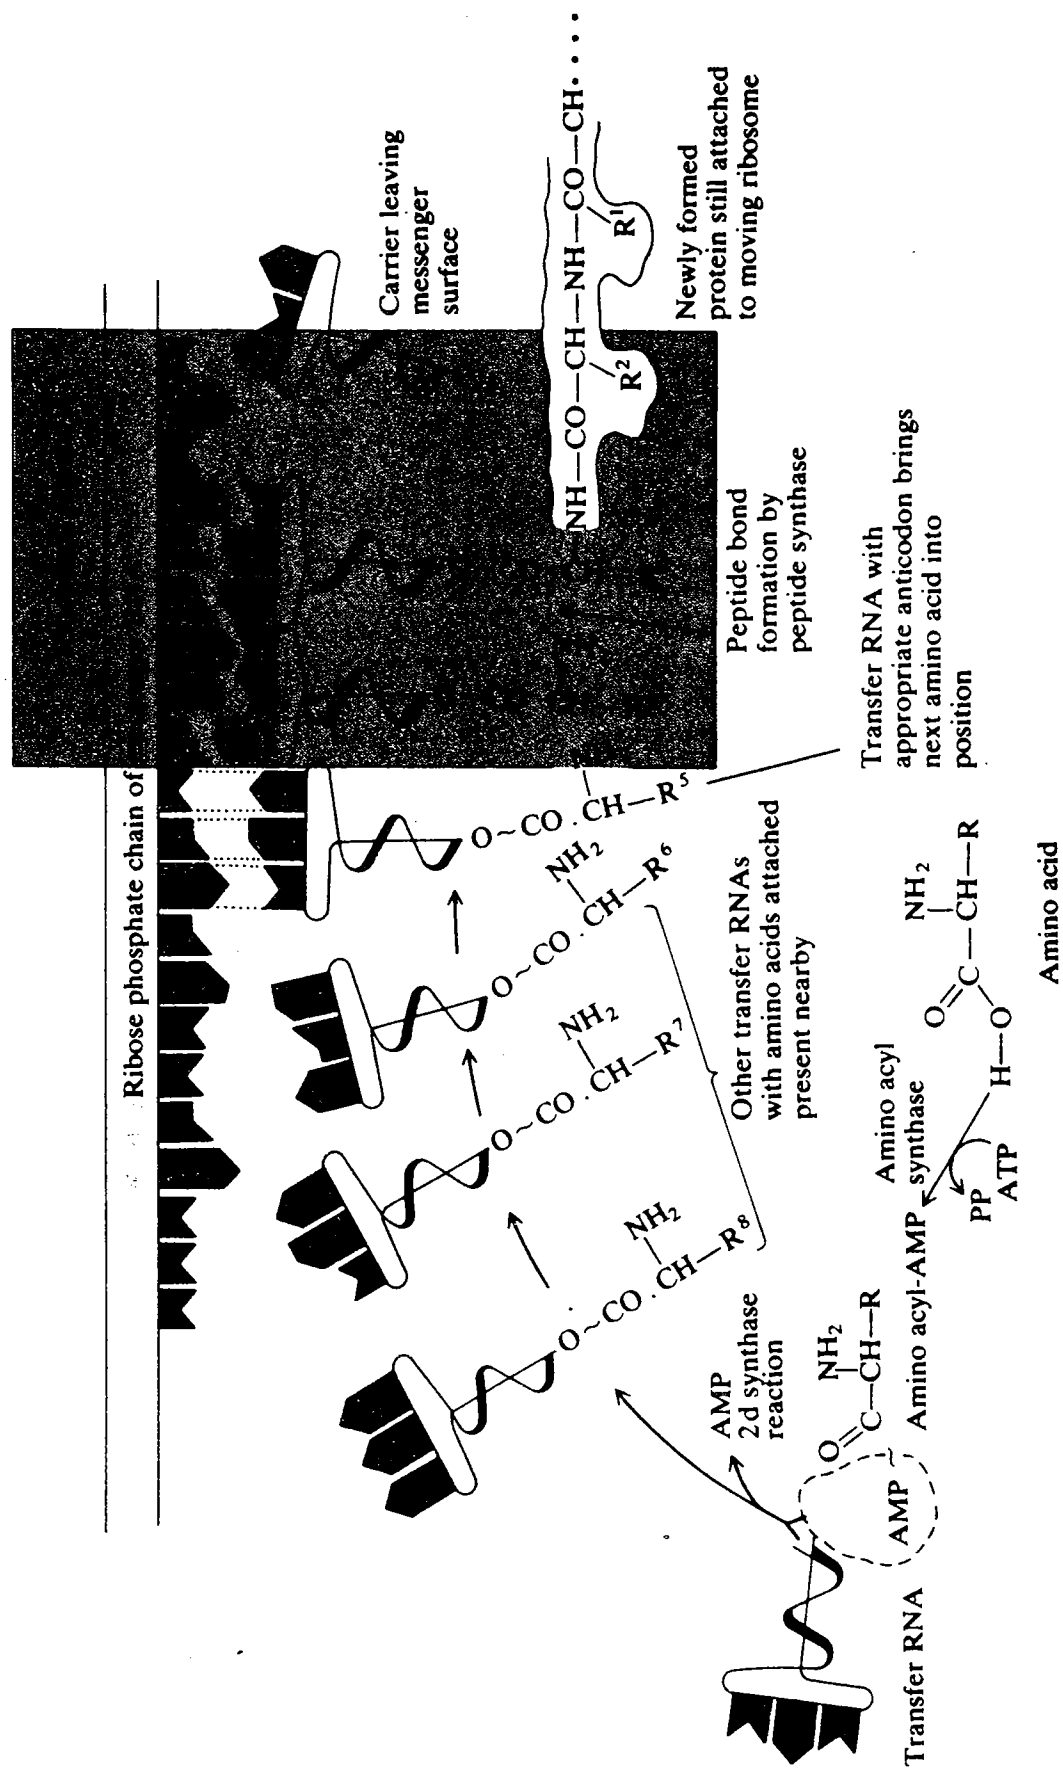 Ribose phosphate chain of
Carrier leaving
messenger
surface
NH—CO—CH—NH—CO—CH····
R²
R¹
Newly formed
protein still attached
to moving ribosome
Peptide bond
formation by
peptide synthase
Transfer RNA with
appropriate anticodon brings
next amino acid into
position
O~CO.CH—R⁵
NH₂
O~CO.CH—R⁶
NH₂
O~CO.CH—R⁷
NH₂
O~CO.CH—R⁸
Other transfer RNAs
with amino acids attached
present nearby
AMP
2d synthase
reaction
Transfer RNA
AMP
O
NH₂
C—CH—R
Amino acyl-AMP
Amino acyl
synthase
PP
ATP
O
NH₂
C—CH—R
H—O
Amino acid